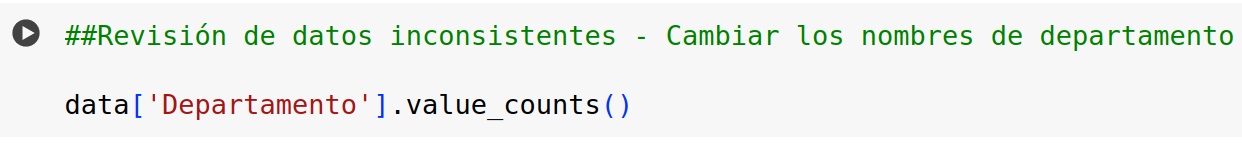 ##Revisión de datos inconsistentes - Cambiar los nombres de departamento
data['Departamento'].value_counts()